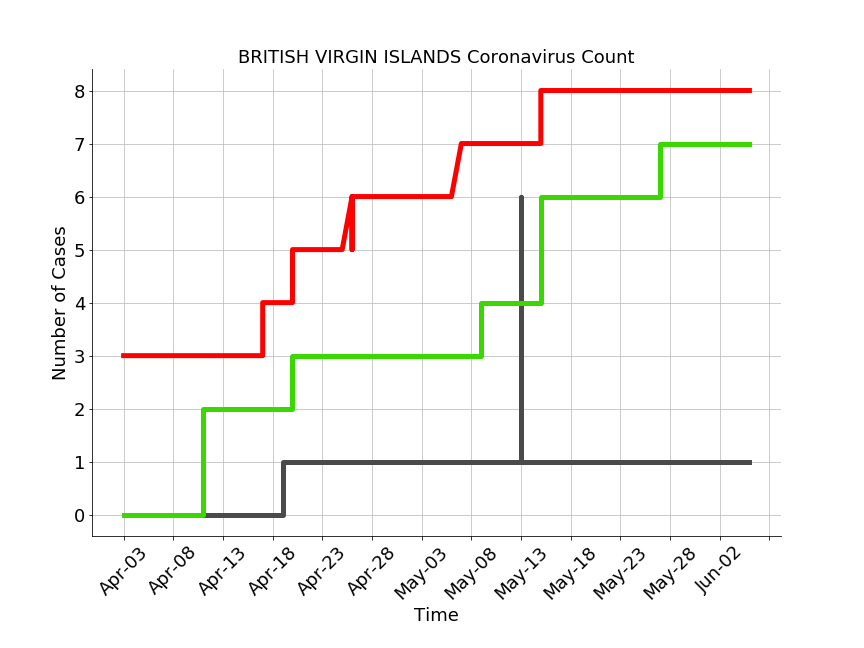 BRITISH VIRGIN ISLANDS Coronavirus Count
8
7
6
5
4
3
2
1
0
Number of Cases
Apr-03
Apr-08
Apr-13
Apr-18
Apr-23
Apr-28
May-03
May-08
May-13
May-18
May-23
May-28
Jun-02
Time